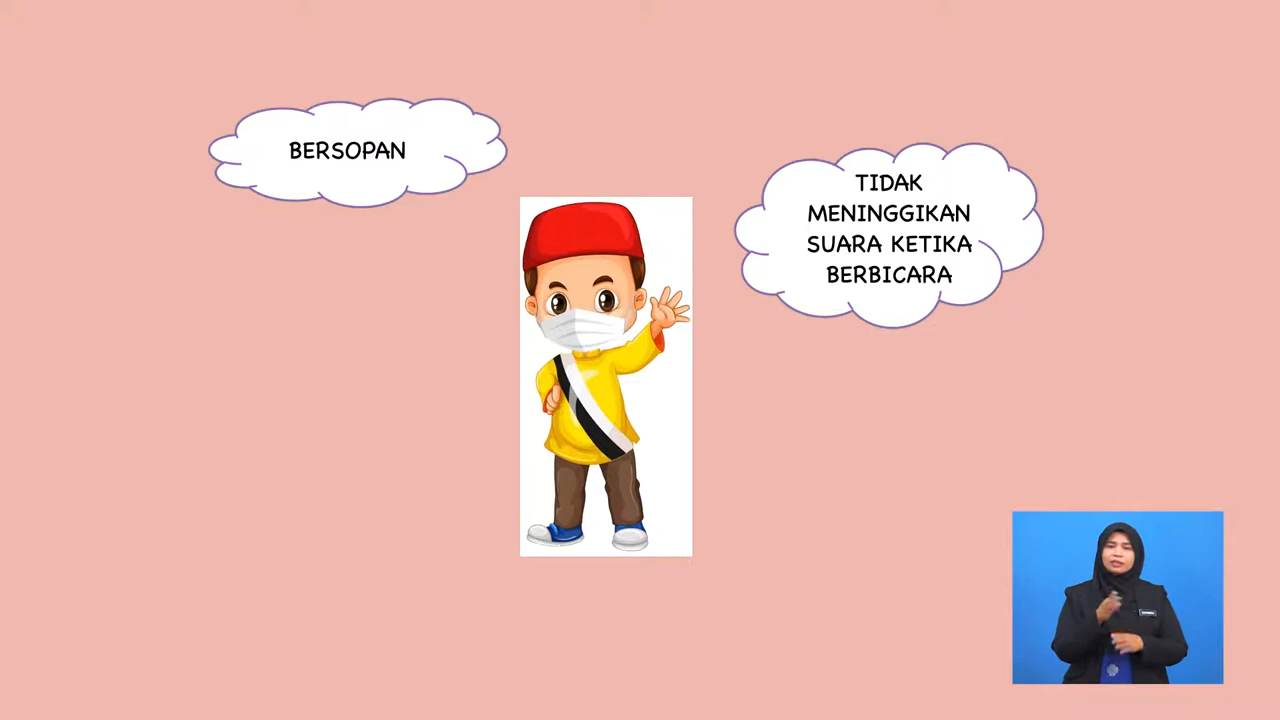 BERSOPAN
TIDAK
MENINGGIKAN
SUARA KETIKA
BERBICARA